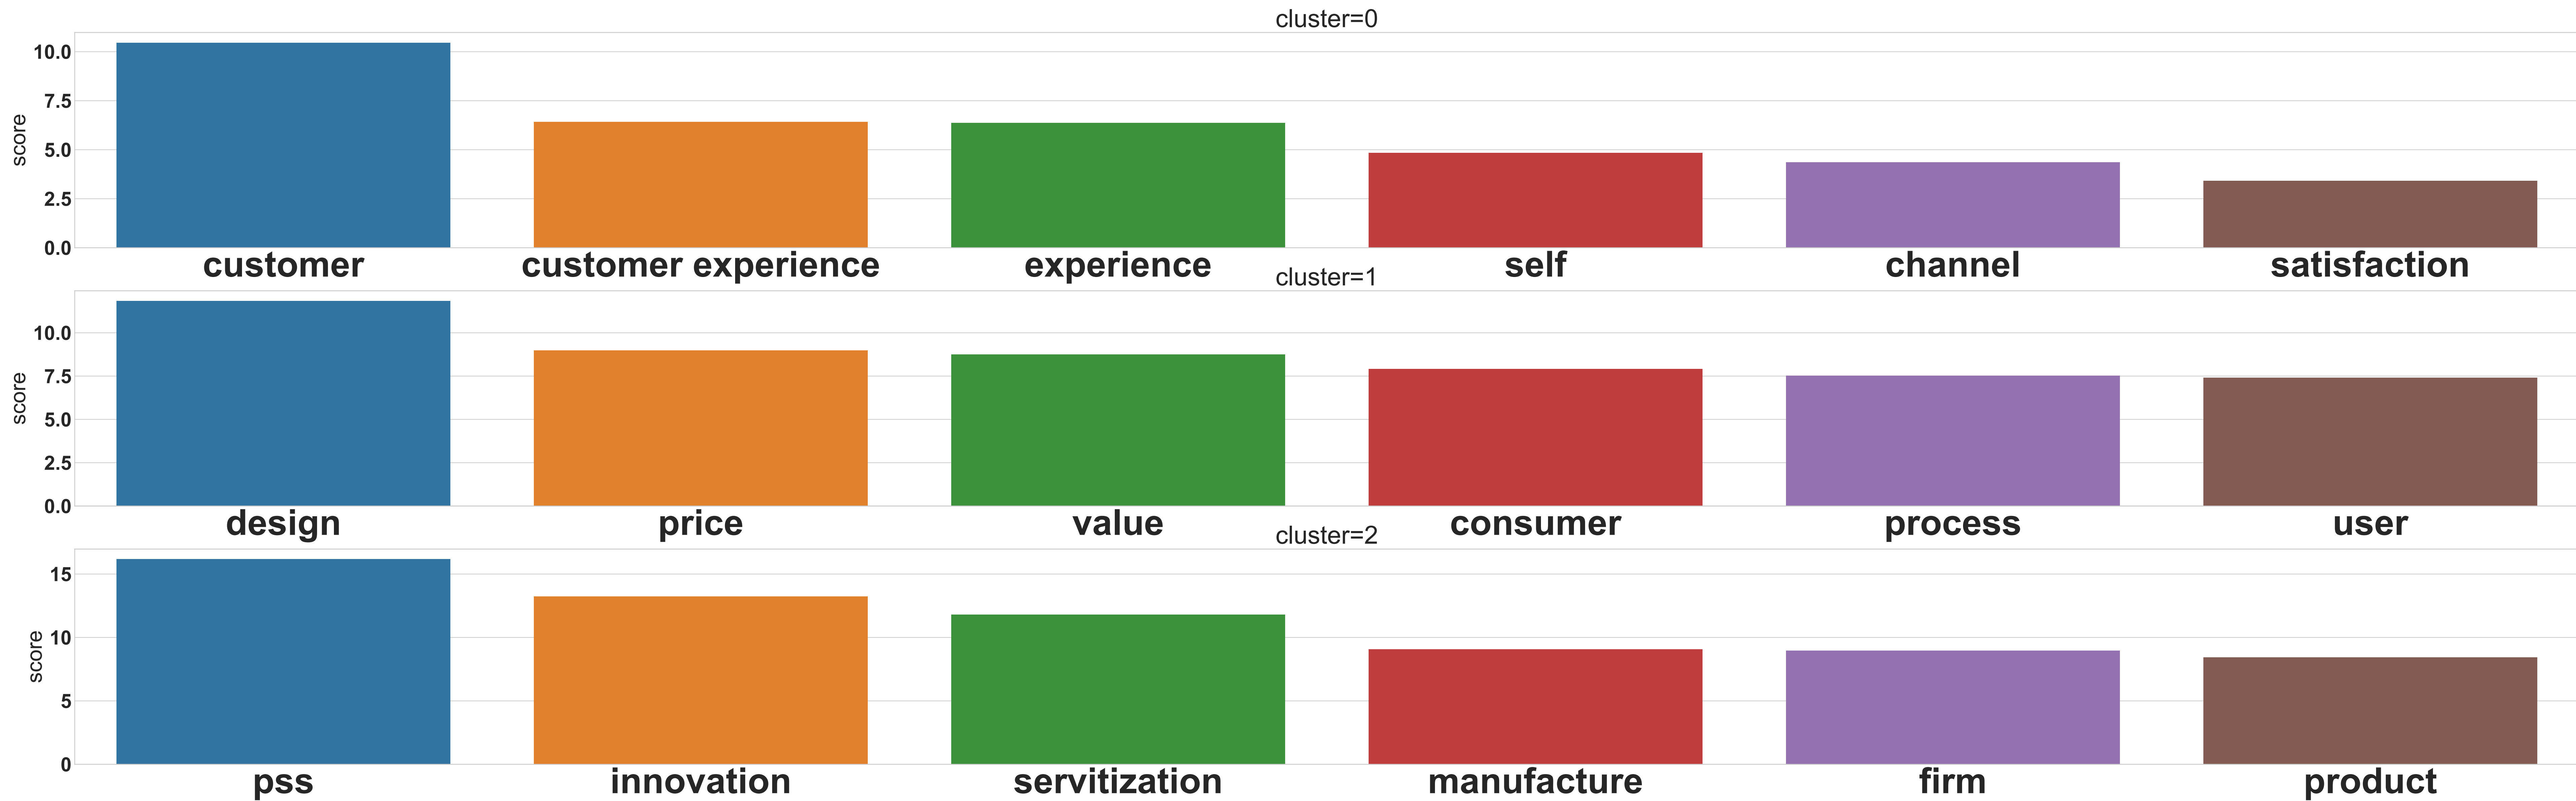 cluster=0
10.0
7.5
5.0
2.5
0.0
score
customer customer experience experience self channel satisfaction
cluster=1
10.0
7.5
5.0
2.5
0.0
score
design price value consumer process user
cluster=2
15
10
5
0
score
pss innovation servitization manufacture firm product